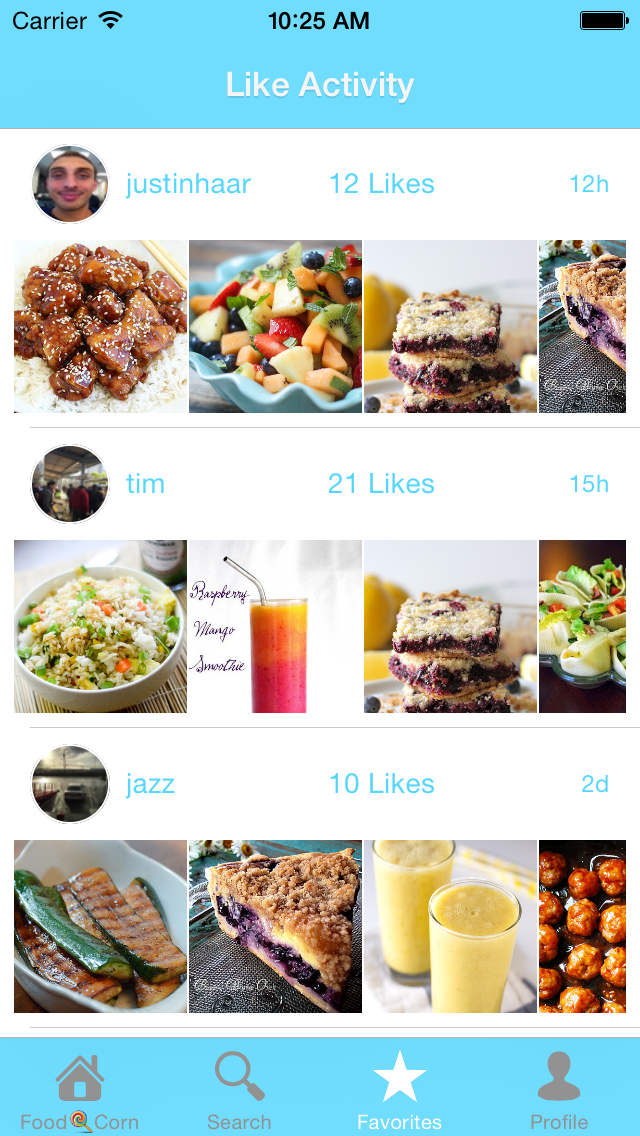 Carrier 10:25 AM
Like Activity
justinhaar 12 Likes 12h
tim 21 Likes 15h
Raspberry
Mango
Smoothie
jazz 10 Likes 2d
Food Corn Search Favorites Profile